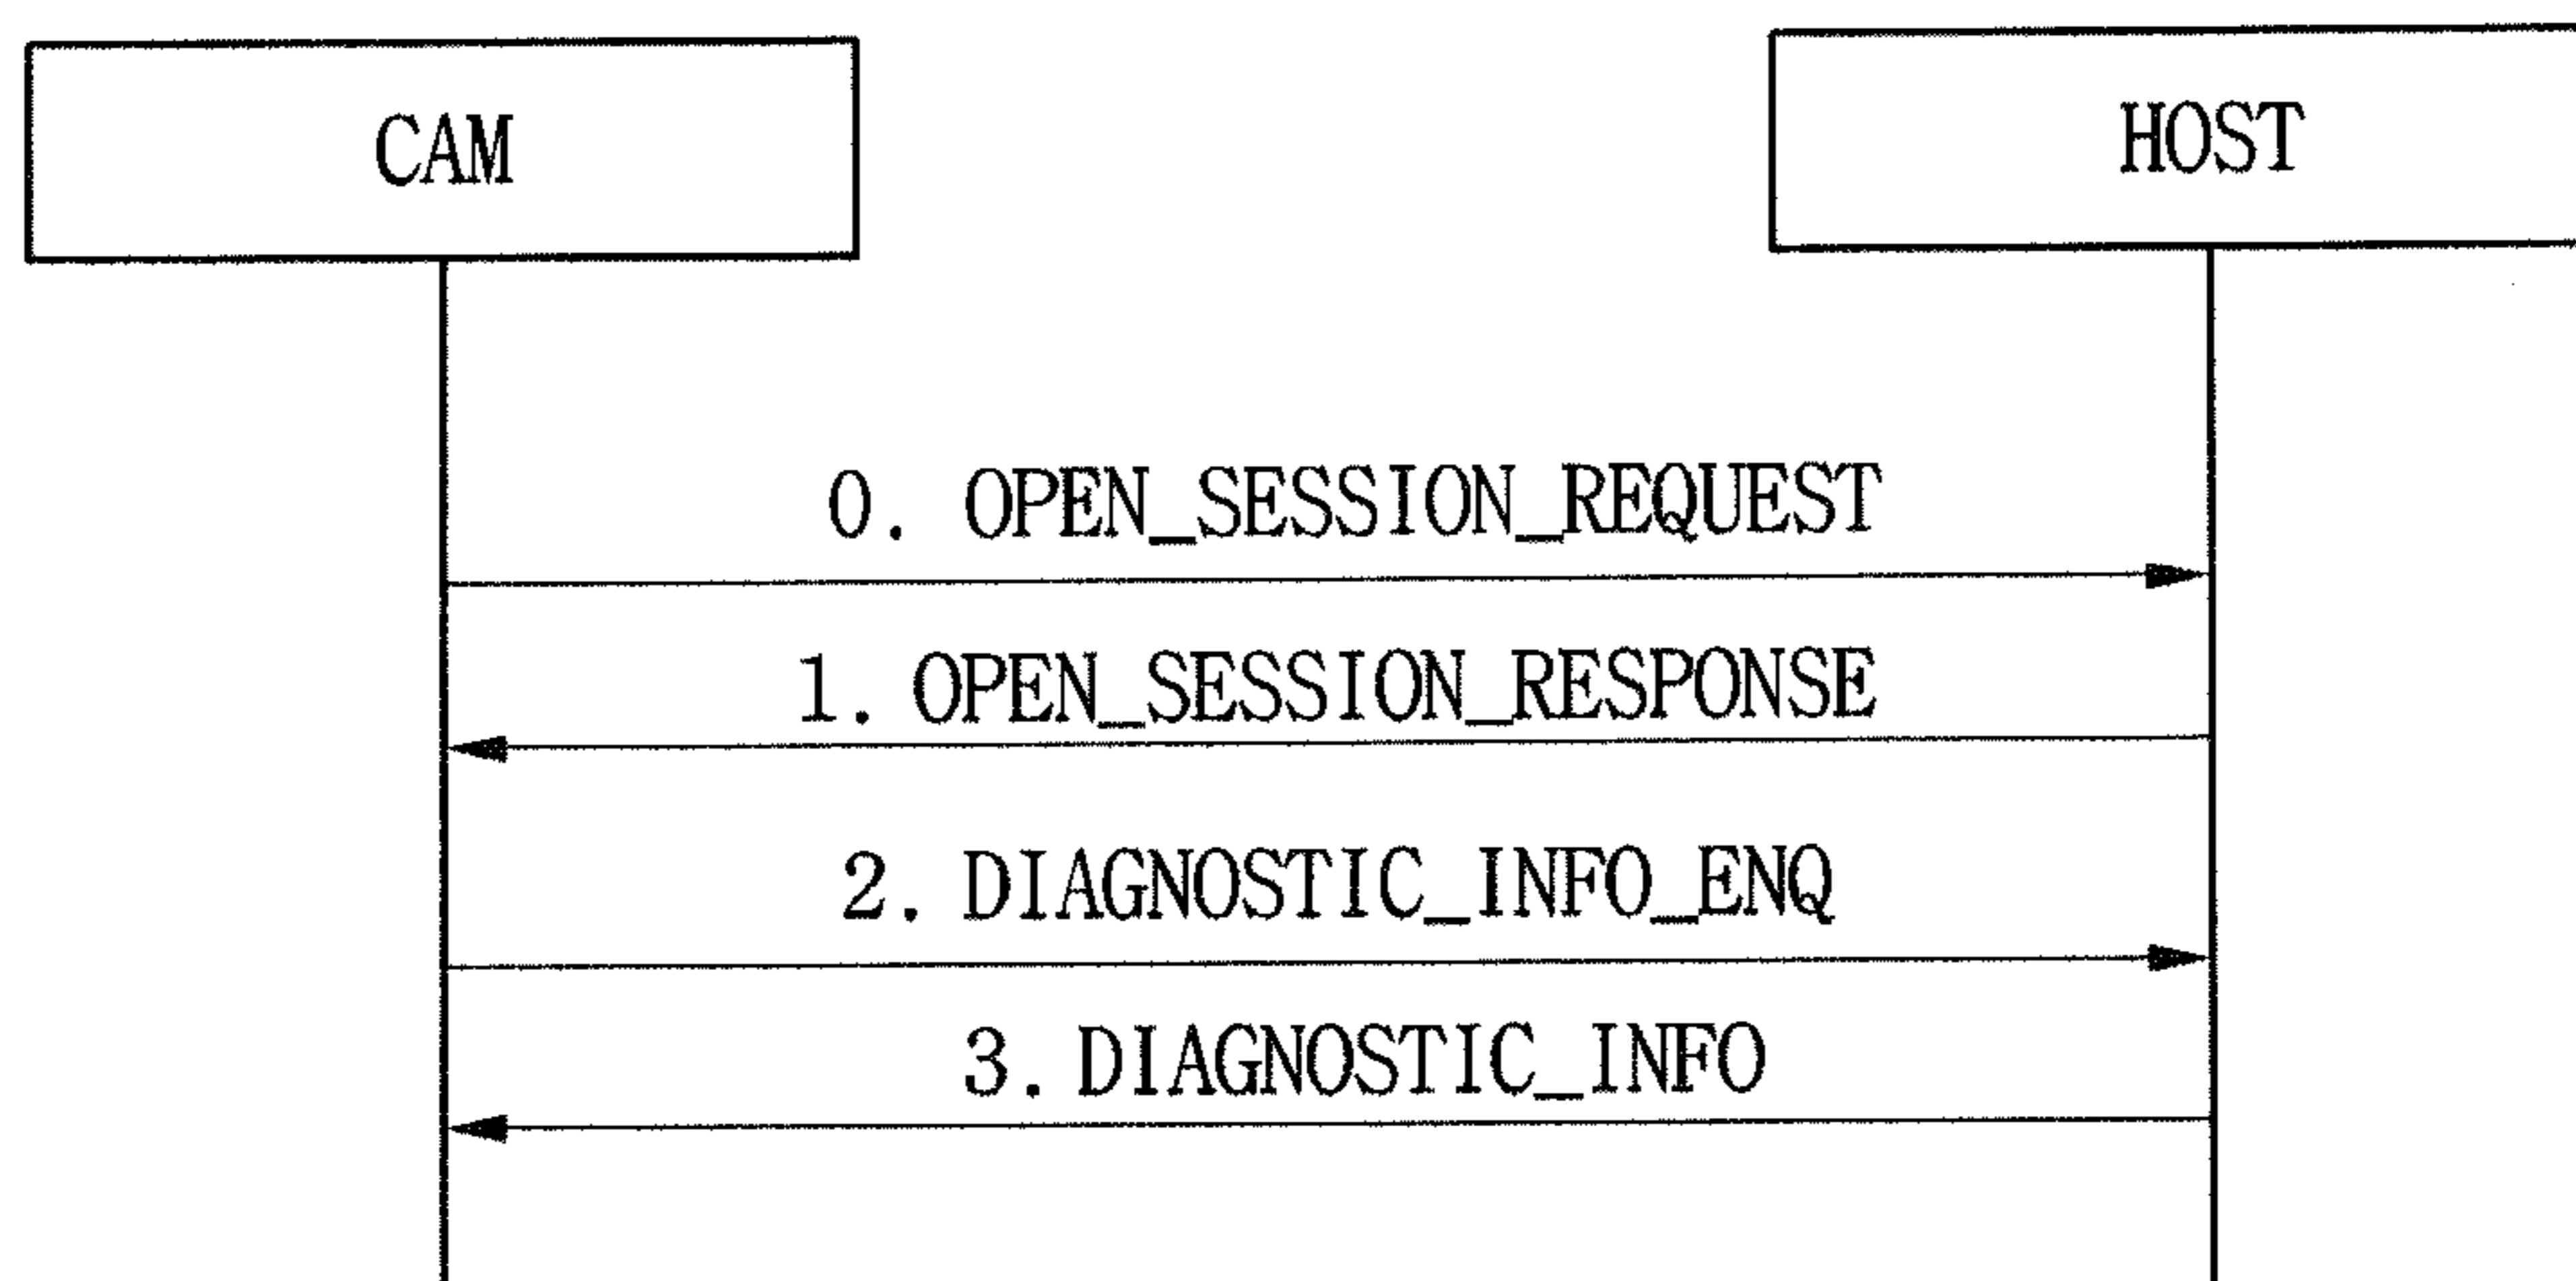 CAM
HOST
0. OPEN_SESSION_REQUEST
1. OPEN_SESSION_RESPONSE
2. DIAGNOSTIC_INFO_ENQ
3. DIAGNOSTIC_INFO